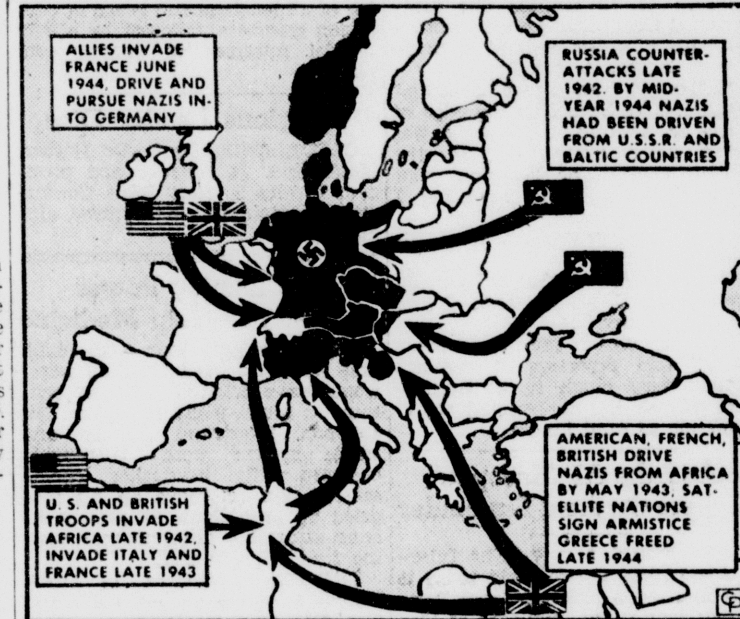 ALLIES INVADE
FRANCE JUNE
1944, DRIVE AND
PURSUE NAZIS IN-
TO GERMANY
RUSSIA COUNTER-
ATTACKS LATE
1942. BY MID-
YEAR 1944 NAZIS
HAD BEEN DRIVEN
FROM U.S.S.R. AND
BALTIC COUNTRIES
U. S. AND BRITISH
TROOPS INVADE
AFRICA LATE 1942,
INVADE ITALY AND
FRANCE LATE 1943
AMERICAN, FRENCH,
BRITISH DRIVE
NAZIS FROM AFRICA
BY MAY 1943, SAT-
ELLITE NATIONS
SIGN ARMISTICE
GREECE FREED
LATE 1944
CP